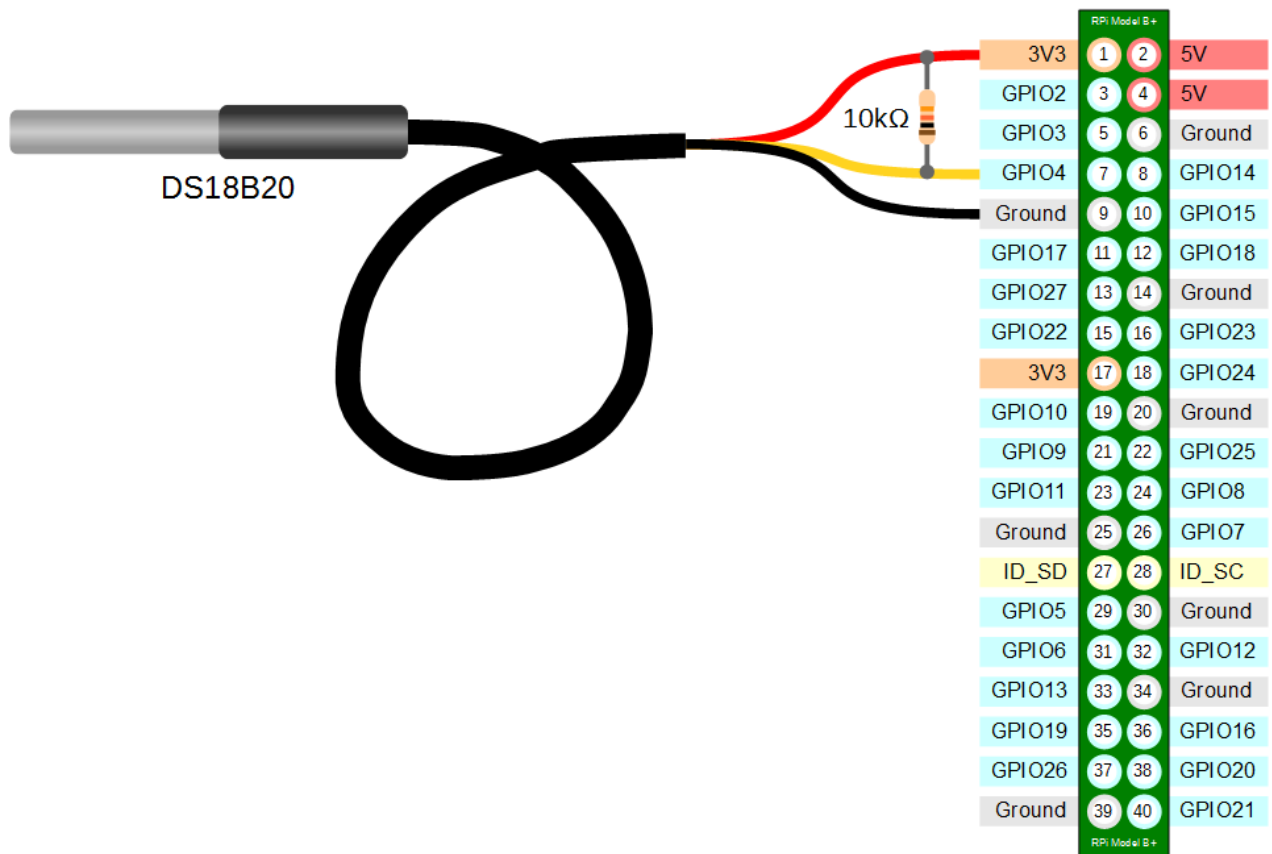 RPi Model B+
3V3 1 2 5V
GPIO2 3 4 5V
10kΩ
GPIO3 5 6 Ground
GPIO4 7 8 GPIO14
DS18B20
Ground 9 10 GPIO15
GPIO17 11 12 GPIO18
GPIO27 13 14 Ground
GPIO22 15 16 GPIO23
3V3 17 18 GPIO24
GPIO10 19 20 Ground
GPIO9 21 22 GPIO25
GPIO11 23 24 GPIO8
Ground 25 26 GPIO7
ID_SD 27 28 ID_SC
GPIO5 29 30 Ground
GPIO6 31 32 GPIO12
GPIO13 33 34 Ground
GPIO19 35 36 GPIO16
GPIO26 37 38 GPIO20
Ground 39 40 GPIO21
RPi Model B+